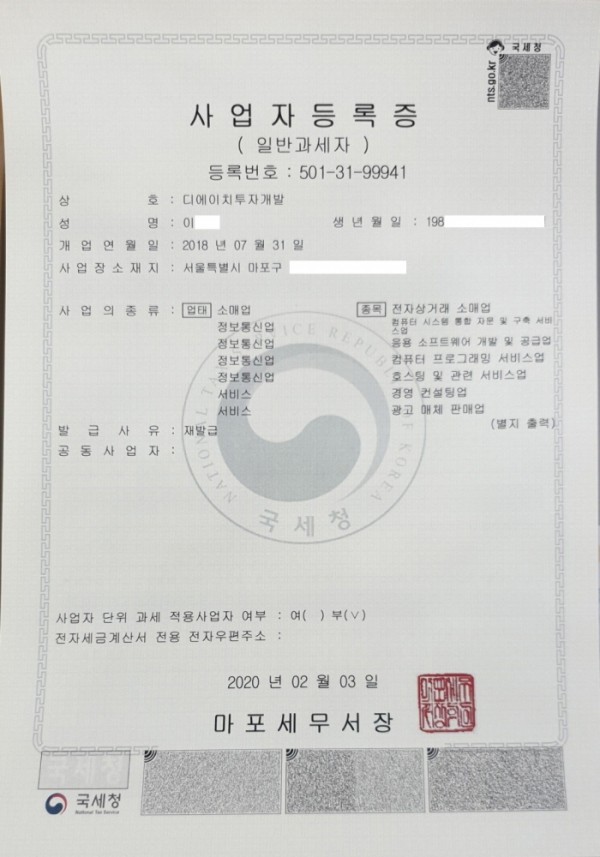 국세청
nts.go.kr
사업자등록증
( 일반과세자 )
등록번호 : 501-31-99941
상 호 : 디에이치투자개발
성 명 : 이
생 년 월 일 : 198
개 업 연 월 일 : 2018 년 07 월 31 일
사 업 장 소 재 지 : 서울특별시 마포구
사 업 의 종 류 : 업태 소매업 종목 전자상거래 소매업
정보통신업 컴퓨터 시스템 통합 자문 및 구축 서비스업
정보통신업 응용 소프트웨어 개발 및 공급업
정보통신업 컴퓨터 프로그래밍 서비스업
정보통신업 호스팅 및 관련 서비스업
서비스 경영 컨설팅업
서비스 광고 매체 판매업
(별지 출력)
발 급 사 유 : 재발급
공 동 사 업 자 :
NATIONAL TAX SERVICE REPUBLIC OF KOREA
국세청
사업자 단위 과세 적용사업자 여부 : 여( ) 부(∨)
전자세금계산서 전용 전자우편주소 :
2020 년 02 월 03 일
마포세무서장
국세청
국세청
National Tax Service